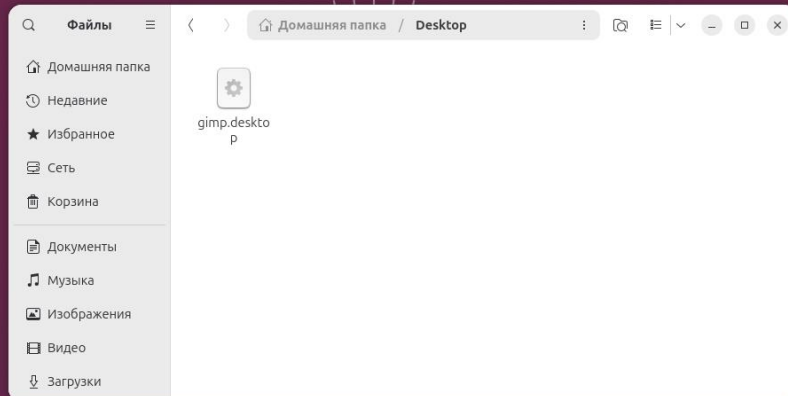 Файлы
Домашняя папка / Desktop
Домашняя папка
Недавние
Избранное
Сеть
Корзина
Документы
Музыка
Изображения
Видео
Загрузки
gimp.deskto
p